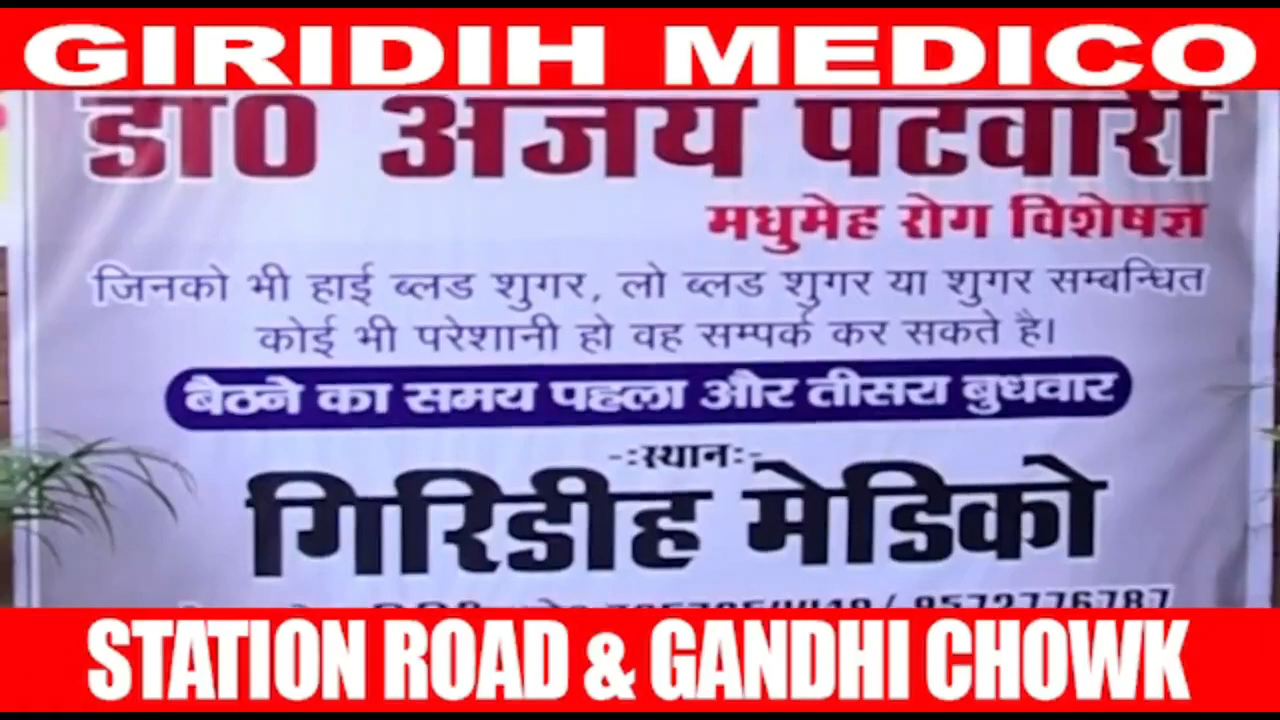 GIRIDIH MEDICO
डा0 अजय पटवारी
मधुमेह रोग विशेषज्ञ
जिनको भी हाई ब्लड शुगर, लो ब्लड शुगर या शुगर सम्बन्धित
कोई भी परेशानी हो वह सम्पर्क कर सकते है।
बैठने का समय पहला और तीसरा बुधवार
-ः स्थान ः-
गिरिडीह मेडिको
9572776787
STATION ROAD & GANDHI CHOWK